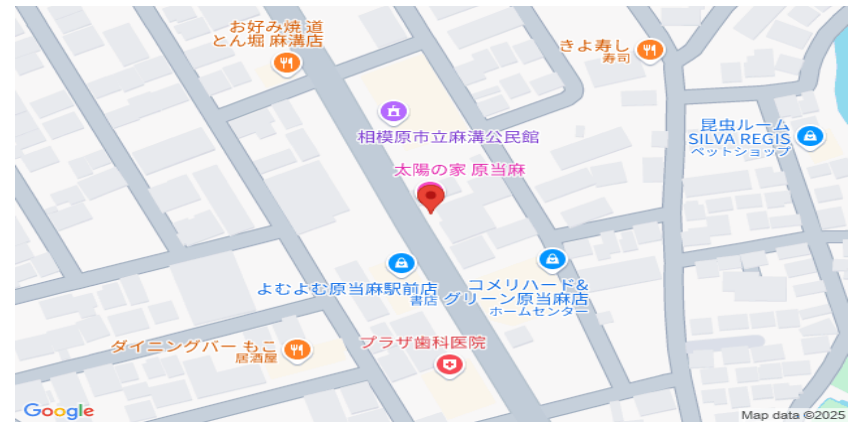 お好み焼 道
とん堀 麻溝店
きよ寿し
寿司
相模原市立麻溝公民館
昆虫ルーム
SILVA REGIS
ペットショップ
太陽の家 原当麻
よむよむ原当麻駅前店
書店
コメリハード&
グリーン原当麻店
ホームセンター
ダイニングバー もこ
居酒屋
プラザ歯科医院
Google
Map data ©2025